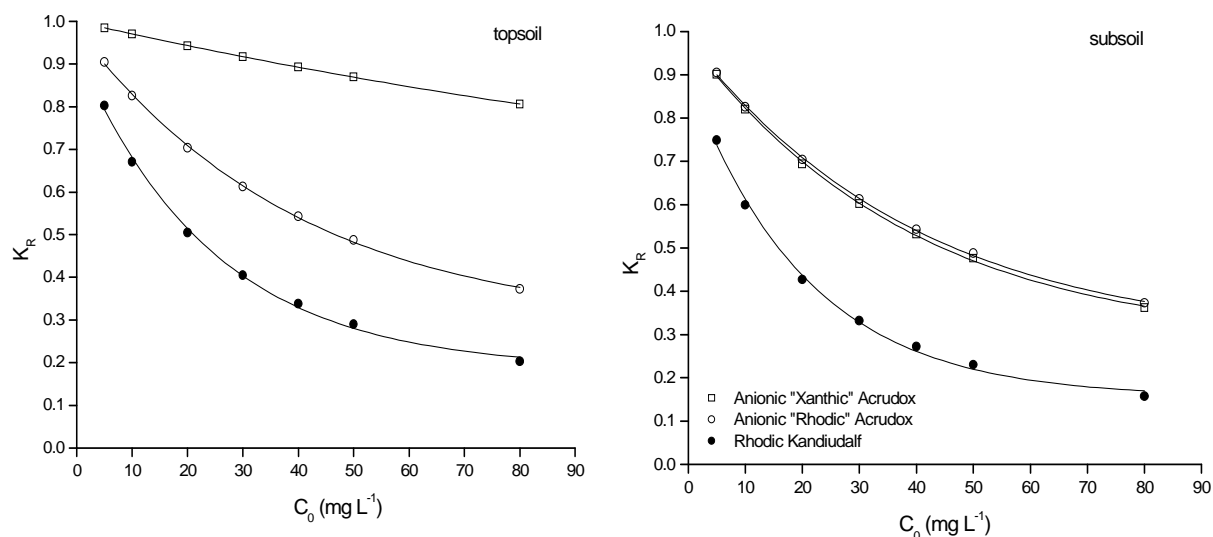 topsoil
1.0
0.9
0.8
0.7
0.6
0.5
0.4
0.3
0.2
0.1
0.0
K_R
0 10 20 30 40 50 60 70 80 90
C_0 (mg L^-1)
subsoil
1.0
0.9
0.8
0.7
0.6
0.5
0.4
0.3
0.2
0.1
0.0
K_R
Anionic "Xanthic" Acrudox
Anionic "Rhodic" Acrudox
Rhodic Kandiudalf
0 10 20 30 40 50 60 70 80 90
C_0 (mg L^-1)